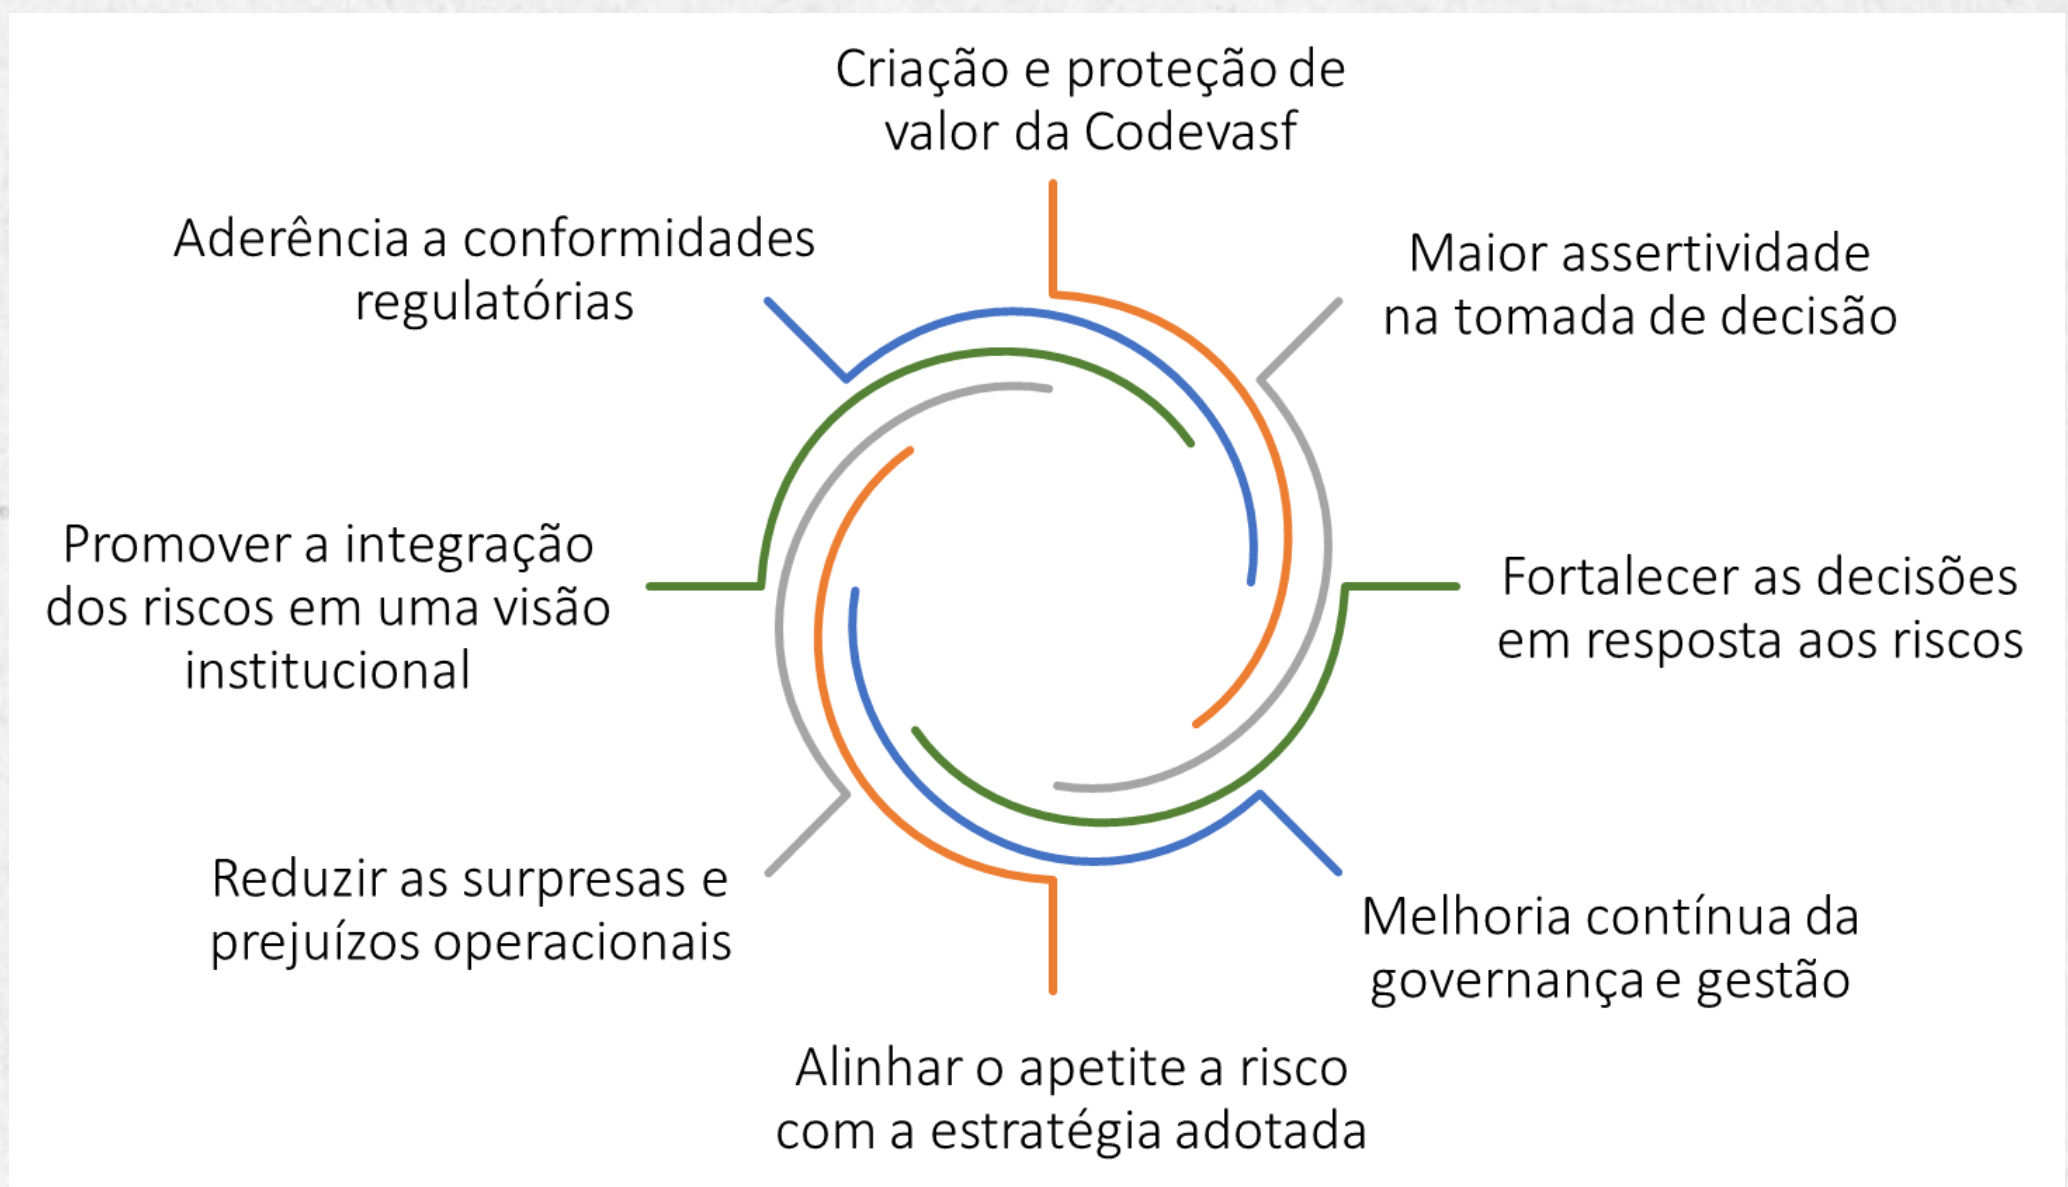 Criação e proteção de
valor da Codevasf
Maior assertividade
na tomada de decisão
Fortalecer as decisões
em resposta aos riscos
Melhoria contínua da
governança e gestão
Alinhar o apetite a risco
com a estratégia adotada
Reduzir as surpresas e
prejuízos operacionais
Promover a integração
dos riscos em uma visão
institucional
Aderência a conformidades
regulatórias